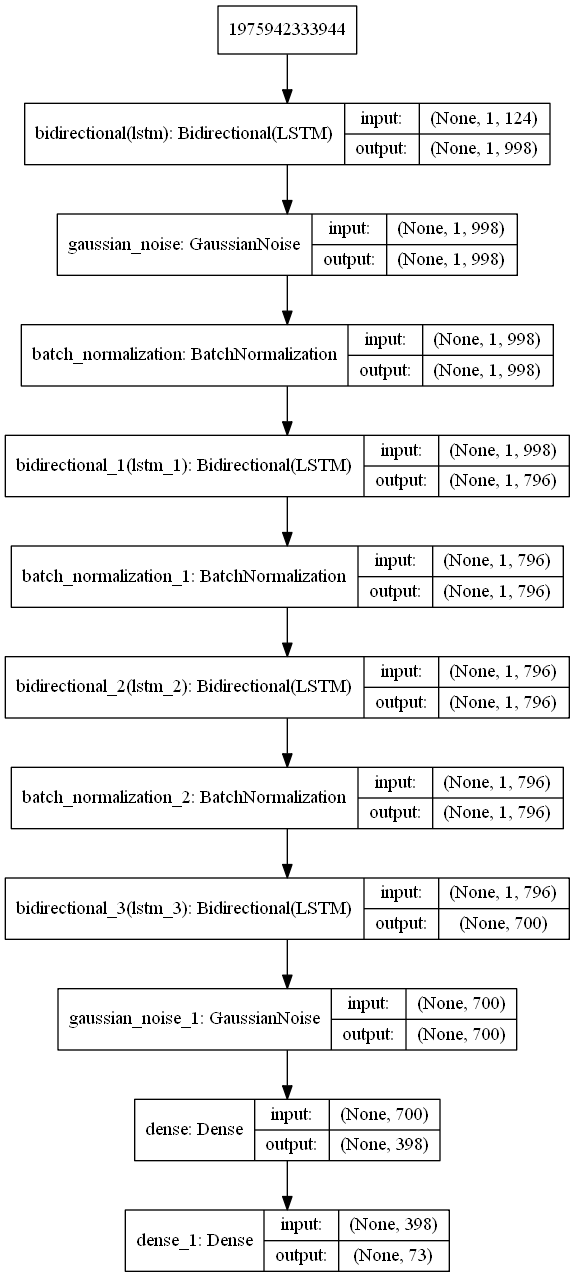 1975942333944
bidirectional(lstm): Bidirectional(LSTM)
input: (None, 1, 124)
output: (None, 1, 998)
gaussian_noise: GaussianNoise
input: (None, 1, 998)
output: (None, 1, 998)
batch_normalization: BatchNormalization
input: (None, 1, 998)
output: (None, 1, 998)
bidirectional_1(lstm_1): Bidirectional(LSTM)
input: (None, 1, 998)
output: (None, 1, 796)
batch_normalization_1: BatchNormalization
input: (None, 1, 796)
output: (None, 1, 796)
bidirectional_2(lstm_2): Bidirectional(LSTM)
input: (None, 1, 796)
output: (None, 1, 796)
batch_normalization_2: BatchNormalization
input: (None, 1, 796)
output: (None, 1, 796)
bidirectional_3(lstm_3): Bidirectional(LSTM)
input: (None, 1, 796)
output: (None, 700)
gaussian_noise_1: GaussianNoise
input: (None, 700)
output: (None, 700)
dense: Dense
input: (None, 700)
output: (None, 398)
dense_1: Dense
input: (None, 398)
output: (None, 73)